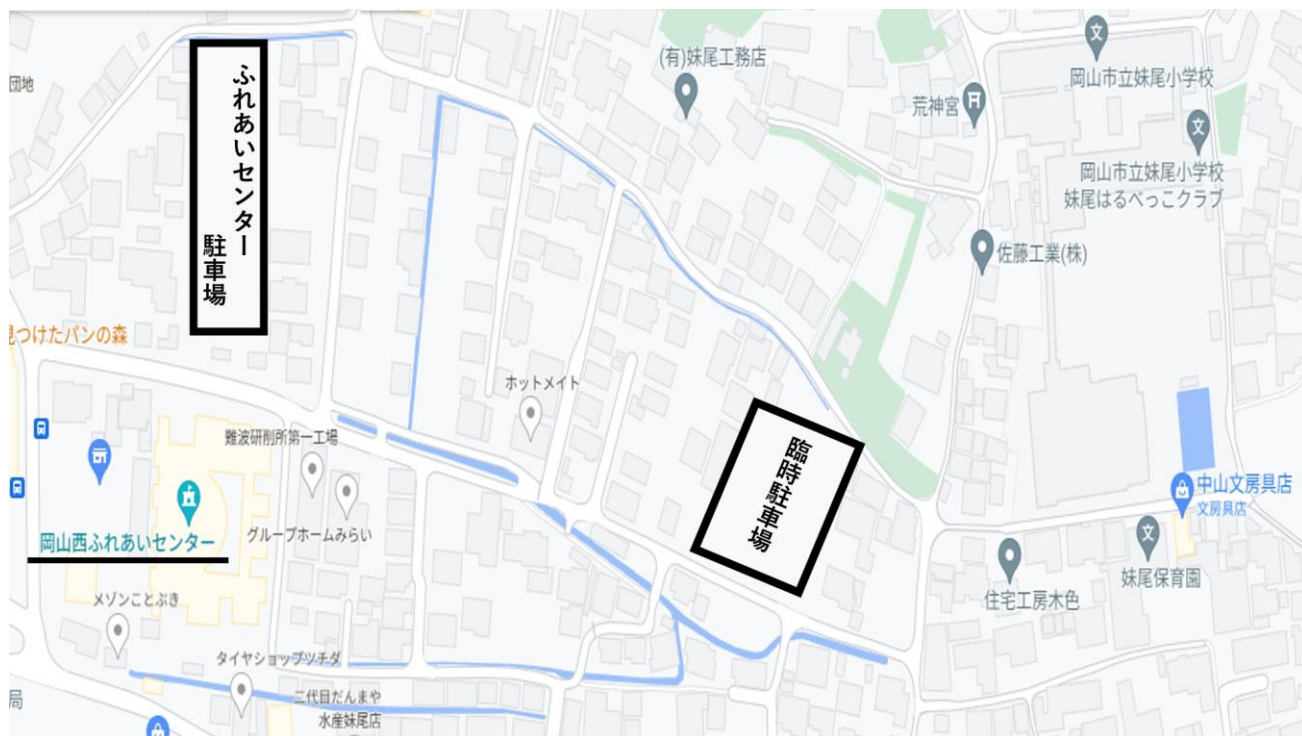 団地
ふれあいセンター
駐車場
(有)妹尾工務店
荒神宮
岡山市立妹尾小学校
岡山市立妹尾小学校
妹尾はるべっこクラブ
佐藤工業(株)
見つけたパンの森
ホットメイト
難波研削所第一工場
グループホームみらい
臨時駐車場
中山文房具店
文房具店
岡山西ふれあいセンター
妹尾保育園
住宅工房木色
メゾンことぶき
タイヤショップツチダ
二代目だんまや
水産妹尾店
局